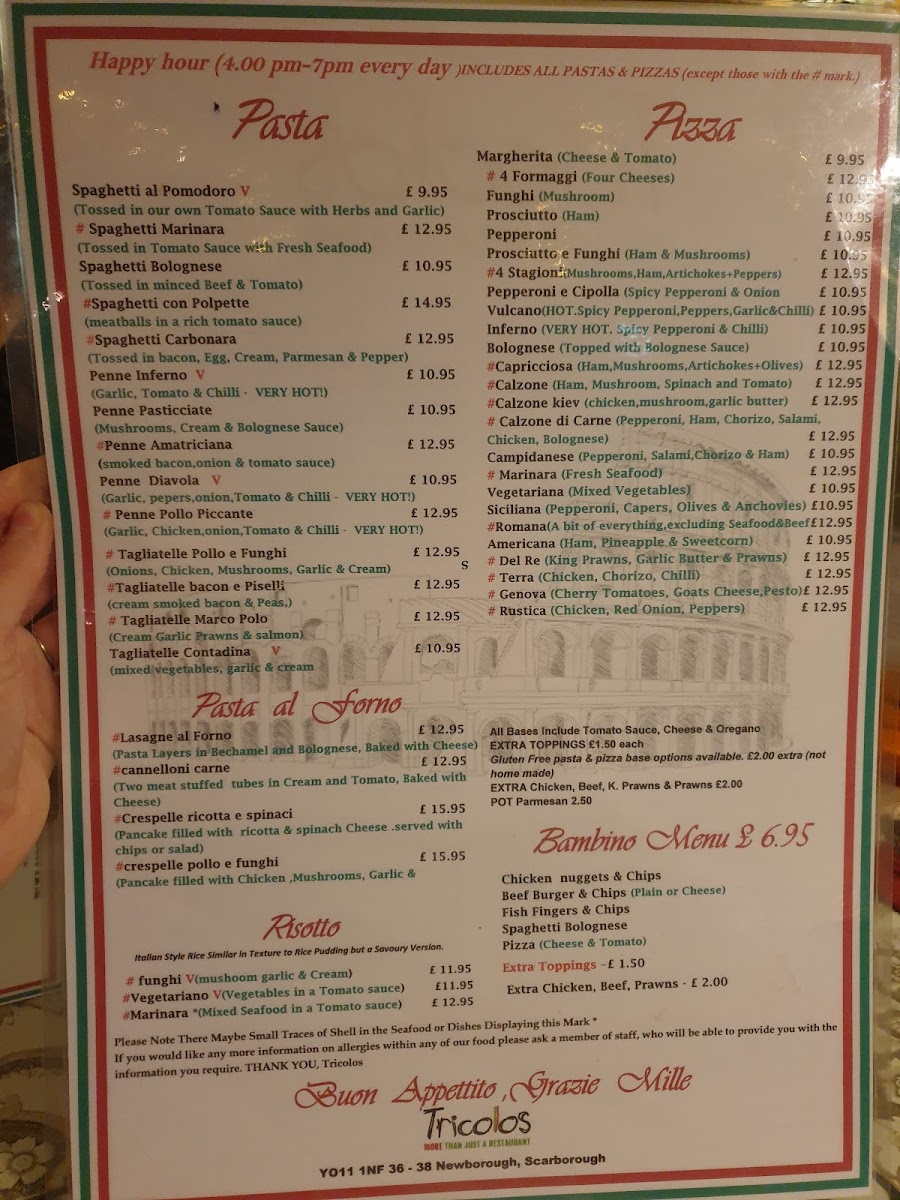 Happy hour (4.00 pm-7pm every day )INCLUDES ALL PASTAS & PIZZAS (except those with the # mark.)
Pasta
Spaghetti al Pomodoro V £ 9.95
(Tossed in our own Tomato Sauce with Herbs and Garlic)
# Spaghetti Marinara £ 12.95
(Tossed in Tomato Sauce with Fresh Seafood)
Spaghetti Bolognese £ 10.95
(Tossed in minced Beef & Tomato)
#Spaghetti con Polpette £ 14.95
(meatballs in a rich tomato sauce)
#Spaghetti Carbonara £ 12.95
(Tossed in bacon, Egg, Cream, Parmesan & Pepper)
Penne Inferno V £ 10.95
(Garlic, Tomato & Chilli - VERY HOT!)
Penne Pasticciate £ 10.95
(Mushrooms, Cream & Bolognese Sauce)
#Penne Amatriciana £ 12.95
(smoked bacon,onion & tomato sauce)
Penne Diavola V £ 10.95
(Garlic, pepers,onion,Tomato & Chilli - VERY HOT!)
# Penne Pollo Piccante £ 12.95
(Garlic, Chicken,onion,Tomato & Chilli - VERY HOT!)
# Tagliatelle Pollo e Funghi £ 12.95
(Onions, Chicken, Mushrooms, Garlic & Cream) S
#Tagliatelle bacon e Piselli £ 12.95
(cream smoked bacon & Peas,)
# Tagliatelle Marco Polo £ 12.95
(Cream Garlic Prawns & salmon)
Tagliatelle Contadina V £ 10.95
(mixed vegetables, garlic & cream
Pasta al Forno
#Lasagne al Forno £ 12.95
(Pasta Layers in Bechamel and Bolognese, Baked with Cheese)
#cannelloni carne £ 12.95
(Two meat stuffed tubes in Cream and Tomato, Baked with
Cheese)
#Crespelle ricotta e spinaci £ 15.95
(Pancake filled with ricotta & spinach Cheese .served with
chips or salad)
#crespelle pollo e funghi £ 15.95
(Pancake filled with Chicken ,Mushrooms, Garlic &
Risotto
Italian Style Rice Similar in Texture to Rice Pudding but a Savoury Version.
# funghi V(mushoom garlic & Cream) £ 11.95
#Vegetariano V(Vegetables in a Tomato sauce) £11.95
#Marinara *(Mixed Seafood in a Tomato sauce) £ 12.95
Pizza
Margherita (Cheese & Tomato) £ 9.95
# 4 Formaggi (Four Cheeses) £ 12.95
Funghi (Mushroom) £ 10.95
Prosciutto (Ham) £ 10.95
Pepperoni £ 10.95
Prosciutto e Funghi (Ham & Mushrooms) £ 10.95
#4 Stagioni(Mushrooms,Ham,Artichokes+Peppers) £ 12.95
Pepperoni e Cipolla (Spicy Pepperoni & Onion £ 10.95
Vulcano(HOT.Spicy Pepperoni,Peppers,Garlic&Chilli) £ 10.95
Inferno (VERY HOT. Spicy Pepperoni & Chilli) £ 10.95
Bolognese (Topped with Bolognese Sauce) £ 10.95
#Capricciosa (Ham,Mushrooms,Artichokes+Olives) £ 12.95
#Calzone (Ham, Mushroom, Spinach and Tomato) £ 12.95
#Calzone kiev (chicken,mushroom,garlic butter) £ 12.95
# Calzone di Carne (Pepperoni, Ham, Chorizo, Salami,
Chicken, Bolognese) £ 12.95
Campidanese (Pepperoni, Salami,Chorizo & Ham) £ 10.95
# Marinara (Fresh Seafood) £ 12.95
Vegetariana (Mixed Vegetables) £ 10.95
Siciliana (Pepperoni, Capers, Olives & Anchovies) £10.95
#Romana(A bit of everything,excluding Seafood&Beef£12.95
Americana (Ham, Pineapple & Sweetcorn) £ 10.95
# Del Re (King Prawns, Garlic Butter & Prawns) £ 12.95
# Terra (Chicken, Chorizo, Chilli) £ 12.95
# Genova (Cherry Tomatoes, Goats Cheese,Pesto)£ 12.95
# Rustica (Chicken, Red Onion, Peppers) £ 12.95
All Bases Include Tomato Sauce, Cheese & Oregano
EXTRA TOPPINGS £1.50 each
Gluten Free pasta & pizza base options available. £2.00 extra (not
home made)
EXTRA Chicken, Beef, K. Prawns & Prawns £2.00
POT Parmesan 2.50
Bambino Menu £ 6.95
Chicken nuggets & Chips
Beef Burger & Chips (Plain or Cheese)
Fish Fingers & Chips
Spaghetti Bolognese
Pizza (Cheese & Tomato)
Extra Toppings -£ 1.50
Extra Chicken, Beef, Prawns - £ 2.00
Please Note There Maybe Small Traces of Shell in the Seafood or Dishes Displaying this Mark *
If you would like any more information on allergies within any of our food please ask a member of staff, who will be able to provide you with the
information you require. THANK YOU, Tricolos
Buon Appettito ,Grazie Mille
Tricolos
MORE THAN JUST A RESTAURANT
YO11 1NF 36 - 38 Newborough, Scarborough